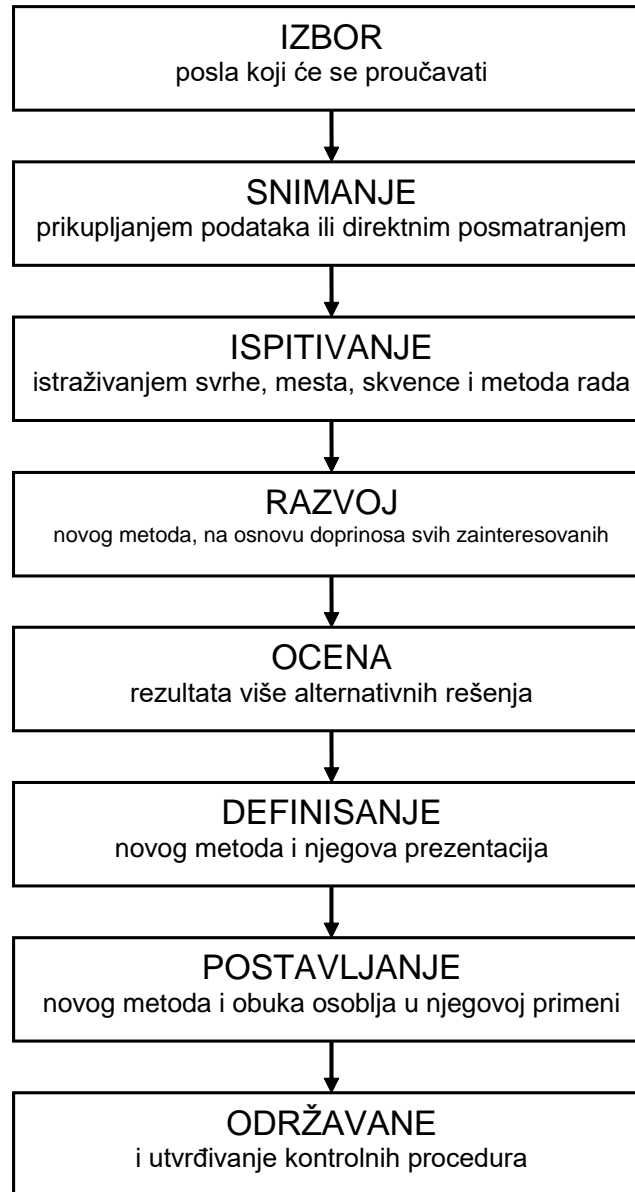 IZBOR
posla koji će se proučavati
SNIMANJE
prikupljanjem podataka ili direktnim posmatranjem
ISPITIVANJE
istraživanjem svrhe, mesta, skvence i metoda rada
RAZVOJ
novog metoda, na osnovu doprinosa svih zainteresovanih
OCENA
rezultata više alternativnih rešenja
DEFINISANJE
novog metoda i njegova prezentacija
POSTAVLJANJE
novog metoda i obuka osoblja u njegovoj primeni
ODRŽAVANE
i utvrđivanje kontrolnih procedura